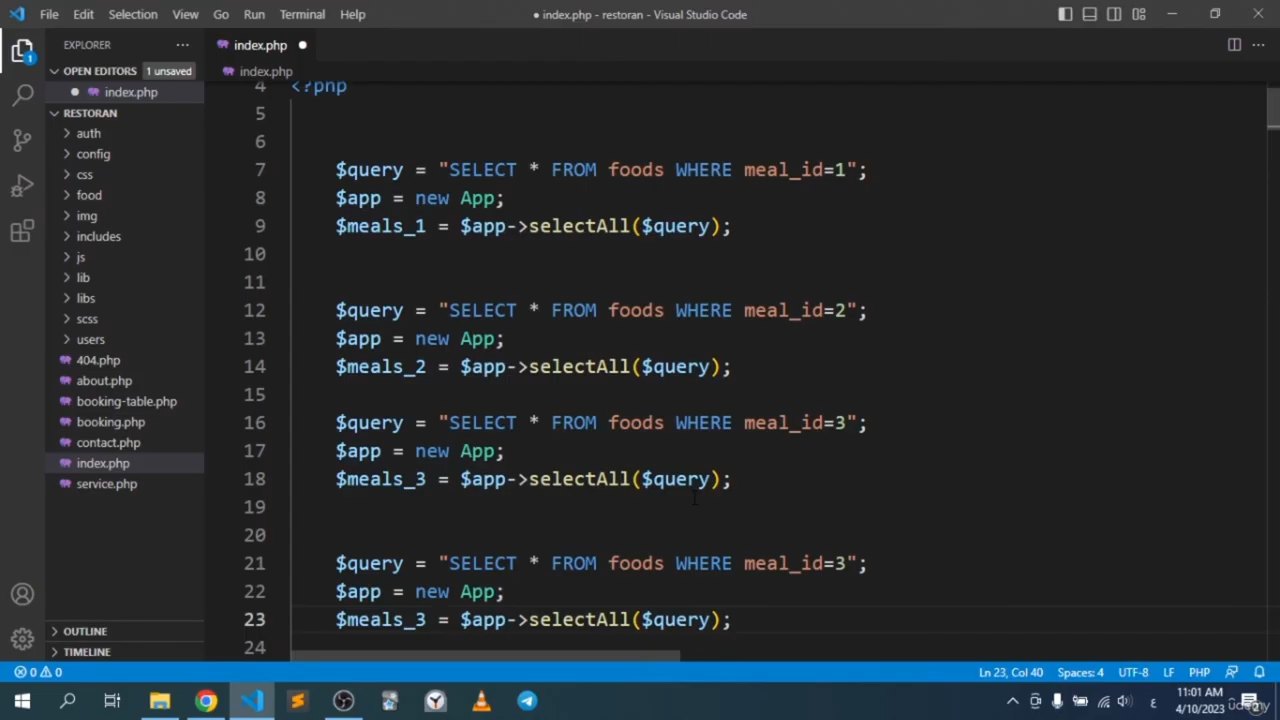 File Edit Selection View Go Run Terminal Help
● index.php - restoran - Visual Studio Code
EXPLORER
index.php
OPEN EDITORS 1 unsaved
index.php
index.php
RESTORAN
auth
config
css
food
img
includes
js
lib
libs
scss
users
404.php
about.php
booking-table.php
booking.php
contact.php
index.php
service.php
OUTLINE
TIMELINE
4 <?php
5
6
7 $query = "SELECT * FROM foods WHERE meal_id=1";
8 $app = new App;
9 $meals_1 = $app->selectAll($query);
10
11
12 $query = "SELECT * FROM foods WHERE meal_id=2";
13 $app = new App;
14 $meals_2 = $app->selectAll($query);
15
16 $query = "SELECT * FROM foods WHERE meal_id=3";
17 $app = new App;
18 $meals_3 = $app->selectAll($query);
19
20
21 $query = "SELECT * FROM foods WHERE meal_id=3";
22 $app = new App;
23 $meals_3 = $app->selectAll($query);
24
0 0 Ln 23, Col 40 Spaces: 4 UTF-8 LF PHP
ع 11:01 AM
4/10/2023
udemy
1